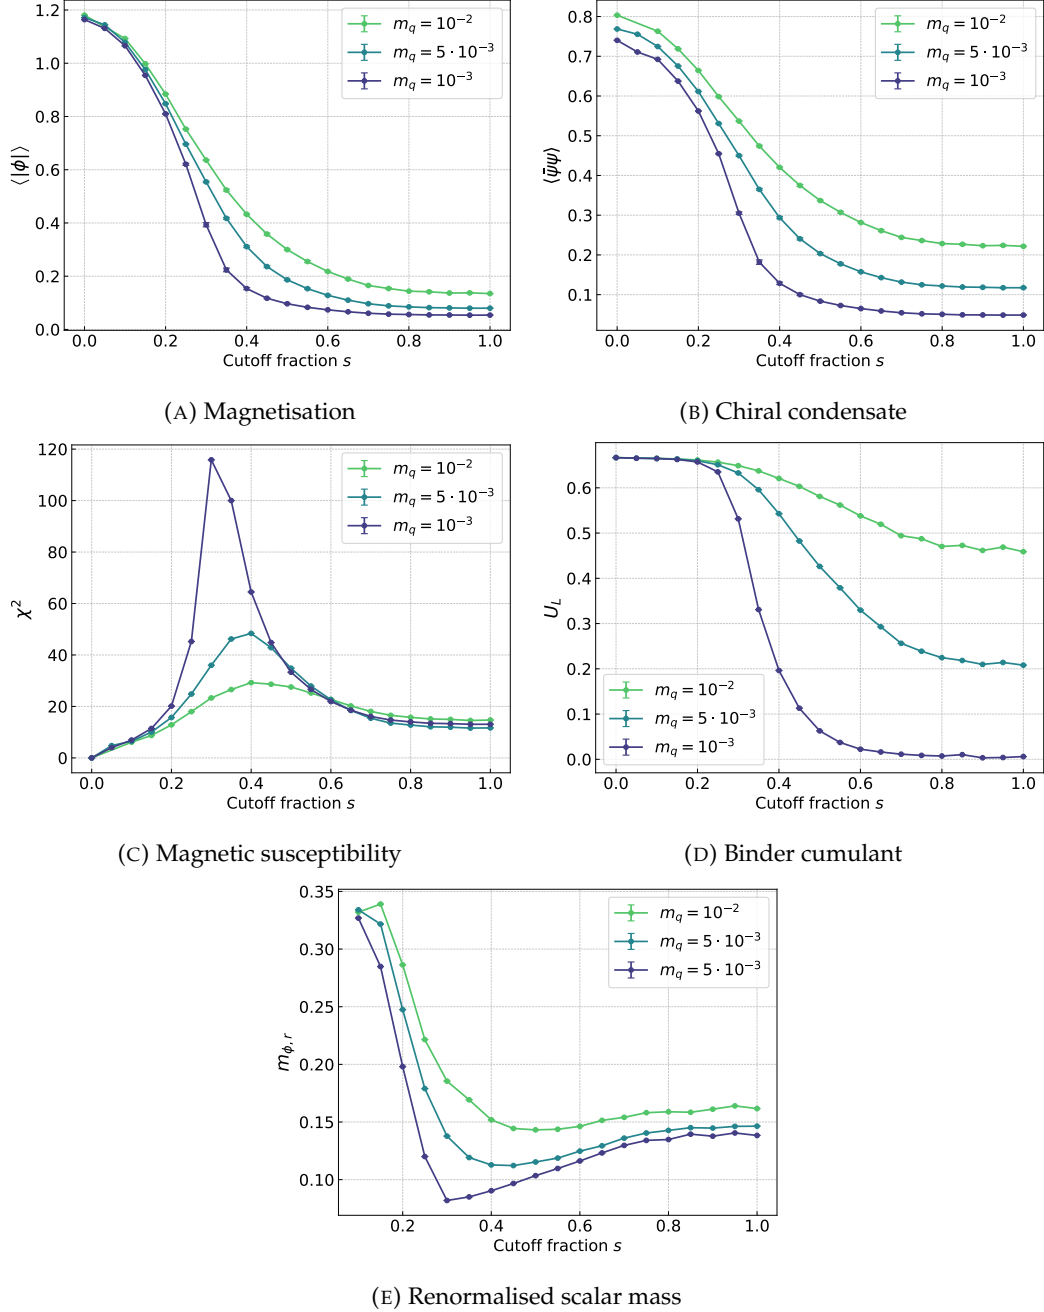 1.2
1.0
0.8
0.6
0.4
0.2
0.0
⟨|ϕ|⟩
m_q = 10^{-2}
m_q = 5 · 10^{-3}
m_q = 10^{-3}
0.0 0.2 0.4 0.6 0.8 1.0
Cutoff fraction s
(A) Magnetisation
0.8
0.7
0.6
0.5
0.4
0.3
0.2
0.1
⟨ψ̄ψ⟩
m_q = 10^{-2}
m_q = 5 · 10^{-3}
m_q = 10^{-3}
0.0 0.2 0.4 0.6 0.8 1.0
Cutoff fraction s
(B) Chiral condensate
120
100
80
60
40
20
0
χ^2
m_q = 10^{-2}
m_q = 5 · 10^{-3}
m_q = 10^{-3}
0.0 0.2 0.4 0.6 0.8 1.0
Cutoff fraction s
(C) Magnetic susceptibility
0.6
0.5
0.4
0.3
0.2
0.1
0.0
U_L
m_q = 10^{-2}
m_q = 5 · 10^{-3}
m_q = 10^{-3}
0.0 0.2 0.4 0.6 0.8 1.0
Cutoff fraction s
(D) Binder cumulant
0.35
0.30
0.25
0.20
0.15
0.10
m_{ϕ,r}
m_q = 10^{-2}
m_q = 5 · 10^{-3}
m_q = 5 · 10^{-3}
0.2 0.4 0.6 0.8 1.0
Cutoff fraction s
(E) Renormalised scalar mass